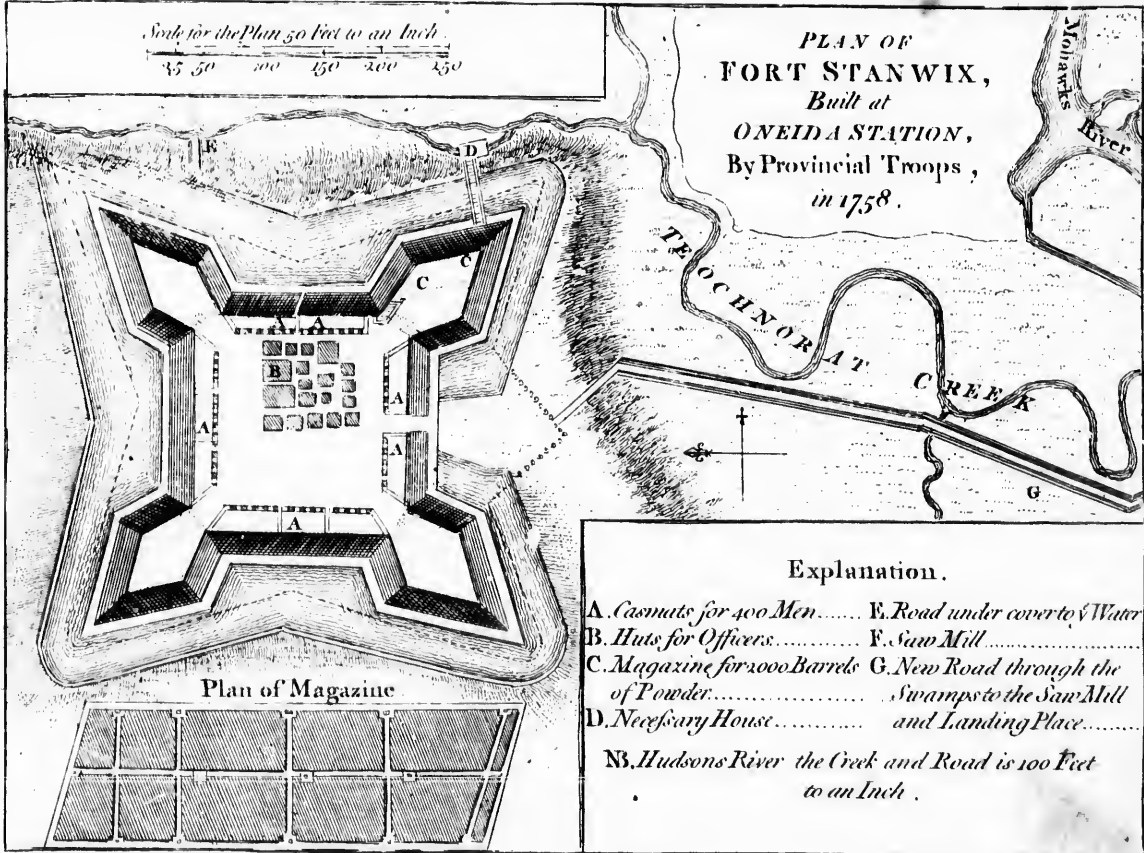 Scale for the Plan 50 Feet to an Inch.
25 50 100 150 200 250
PLAN OF
FORT STANWIX,
Built at
ONEIDA STATION,
By Provincial Troops,
in 1758.
Mohawks
River
E
D
C
C
A
A
B
A
A
A
A
TEOCHNORAT CREEK
G
Plan of Magazine
Explanation.
A. Casmuts for 400 Men...... E. Road under cover to ẏ Water
B. Huts for Officers.......... F. Saw Mill....................
C. Magazine for 2000 Barrels G. New Road through the
of Powder................ Swamps to the Saw Mill
D. Neceſsary House............ and Landing Place.......
NB. Hudsons River the Creek and Road is 100 Feet
to an Inch.